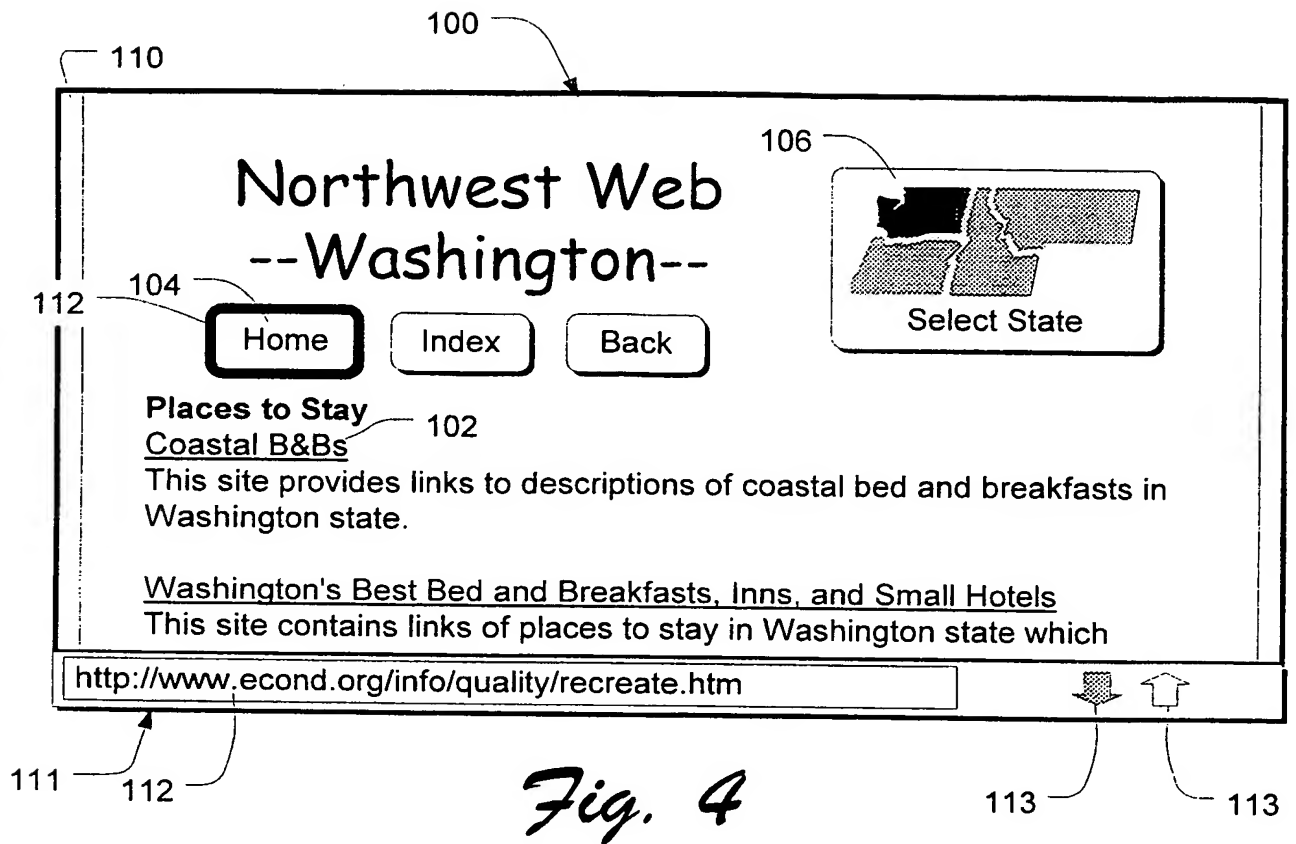 100
110
106
Northwest Web
--Washington--
104
112
Home Index Back
Select State
Places to Stay
102
Coastal B&Bs
This site provides links to descriptions of coastal bed and breakfasts in
Washington state.
Washington's Best Bed and Breakfasts, Inns, and Small Hotels
This site contains links of places to stay in Washington state which
http://www.econd.org/info/quality/recreate.htm
111
112
113
113
Fig. 4